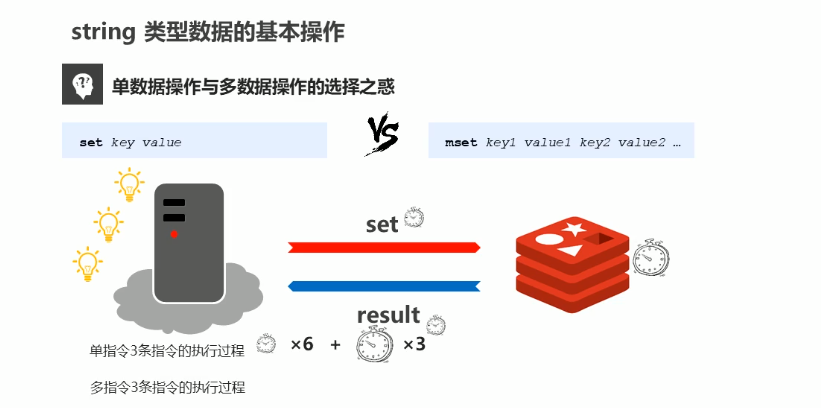 string 类型数据的基本操作
单数据操作与多数据操作的选择之惑
set key value
VS
mset key1 value1 key2 value2 …
set
result
单指令3条指令的执行过程 ×6 + ×3
多指令3条指令的执行过程